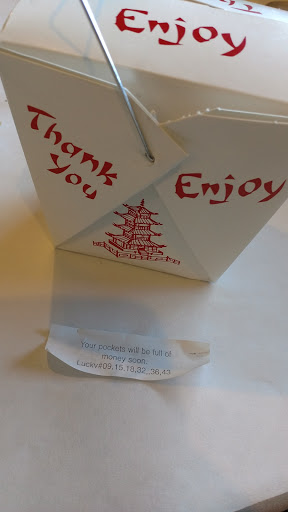 Enjoy
Thank
You
Enjoy
Your pockets will be full of
money soon.
Lucky#09,15,18,32,,36,43